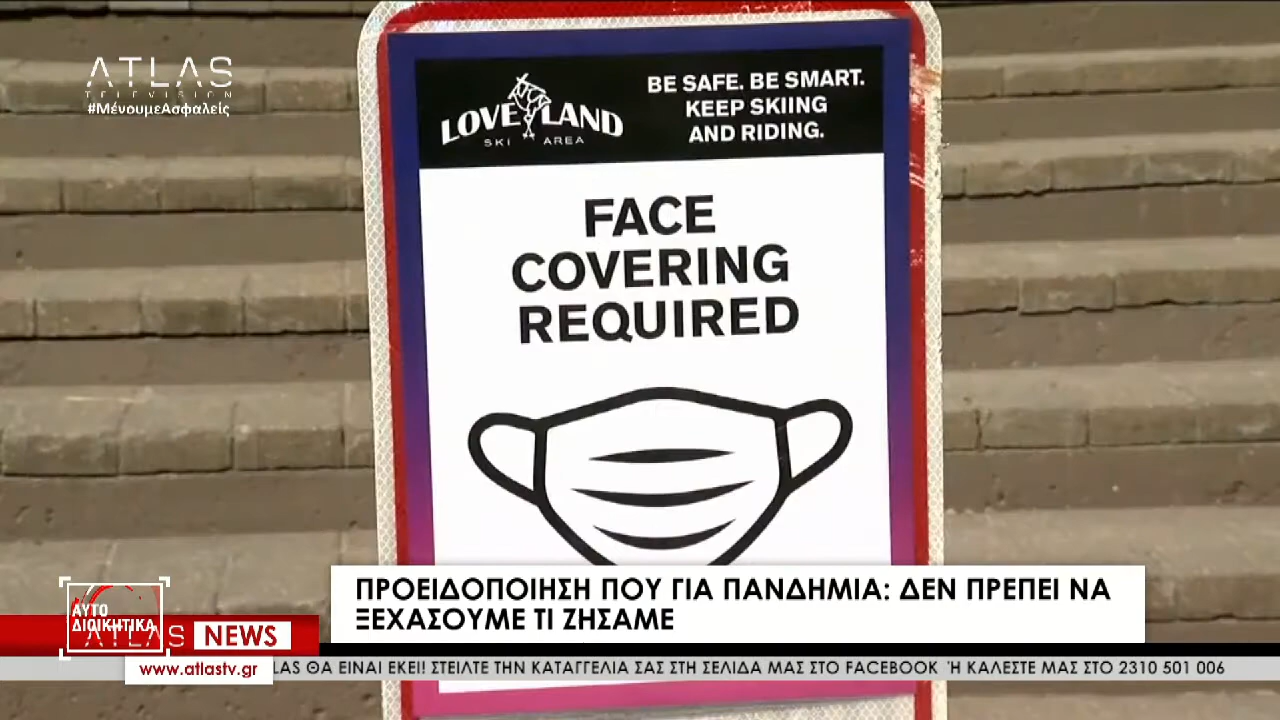 ATLAS
TELEVISION
#ΜένουμεΑσφαλείς
LOVELAND
SKI AREA
BE SAFE. BE SMART.
KEEP SKIING
AND RIDING.
FACE
COVERING
REQUIRED
ΠΡΟΕΙΔΟΠΟΙΗΣΗ ΠΟΥ ΓΙΑ ΠΑΝΔΗΜΙΑ: ΔΕΝ ΠΡΕΠΕΙ ΝΑ
ΞΕΧΑΣΟΥΜΕ ΤΙ ΖΗΣΑΜΕ
ΑΥΤΟ
ΔΙΟΙΚΗΤΙΚΑ
ATLAS NEWS
www.atlastv.gr
LAS ΘΑ ΕΙΝΑΙ ΕΚΕΙ! ΣΤΕΙΛΤΕ ΤΗΝ ΚΑΤΑΓΓΕΛΙΑ ΣΑΣ ΣΤΗ ΣΕΛΙΔΑ ΜΑΣ ΣΤΟ FACEBOOK Ή ΚΑΛΕΣΤΕ ΜΑΣ ΣΤΟ 2310 501 006